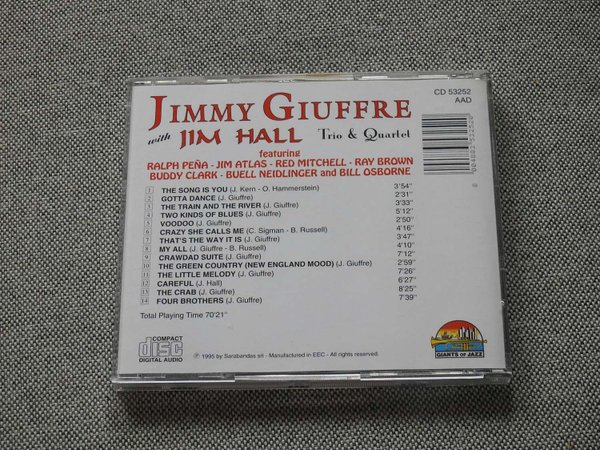 JIMMY GIUFFRE
CD 53252
AAD
with JIM HALL Trio & Quartet
featuring
RALPH PEÑA - JIM ATLAS - RED MITCHELL - RAY BROWN
BUDDY CLARK - BUELL NEIDLINGER and BILL OSBORNE
1 THE SONG IS YOU (J. Kern - O. Hammerstein) 3'54"
2 GOTTA DANCE (J. Giuffre) 2'31"
3 THE TRAIN AND THE RIVER (J. Giuffre) 3'33"
4 TWO KINDS OF BLUES (J. Giuffre) 5'12"
5 VOODOO (J. Giuffre) 2'50"
6 CRAZY SHE CALLS ME (C. Sigman - B. Russell) 4'16"
7 THAT'S THE WAY IT IS (J. Giuffre) 3'47"
8 MY ALL (J. Giuffre - B. Russell) 4'10"
9 CRAWDAD SUITE (J. Giuffre) 7'12"
10 THE GREEN COUNTRY (NEW ENGLAND MOOD) (J. Giuffre) 2'59"
11 THE LITTLE MELODY (J. Giuffre) 7'26"
12 CAREFUL (J. Hall) 6'27"
13 THE CRAB (J. Giuffre) 8'25"
14 FOUR BROTHERS (J. Giuffre) 7'39"
Total Playing Time 70'21"
COMPACT
disc
DIGITAL AUDIO
℗ 1995 by Sarabandas srl - Manufactured in EEC - All rights reserved.
GIANTS OF JAZZ